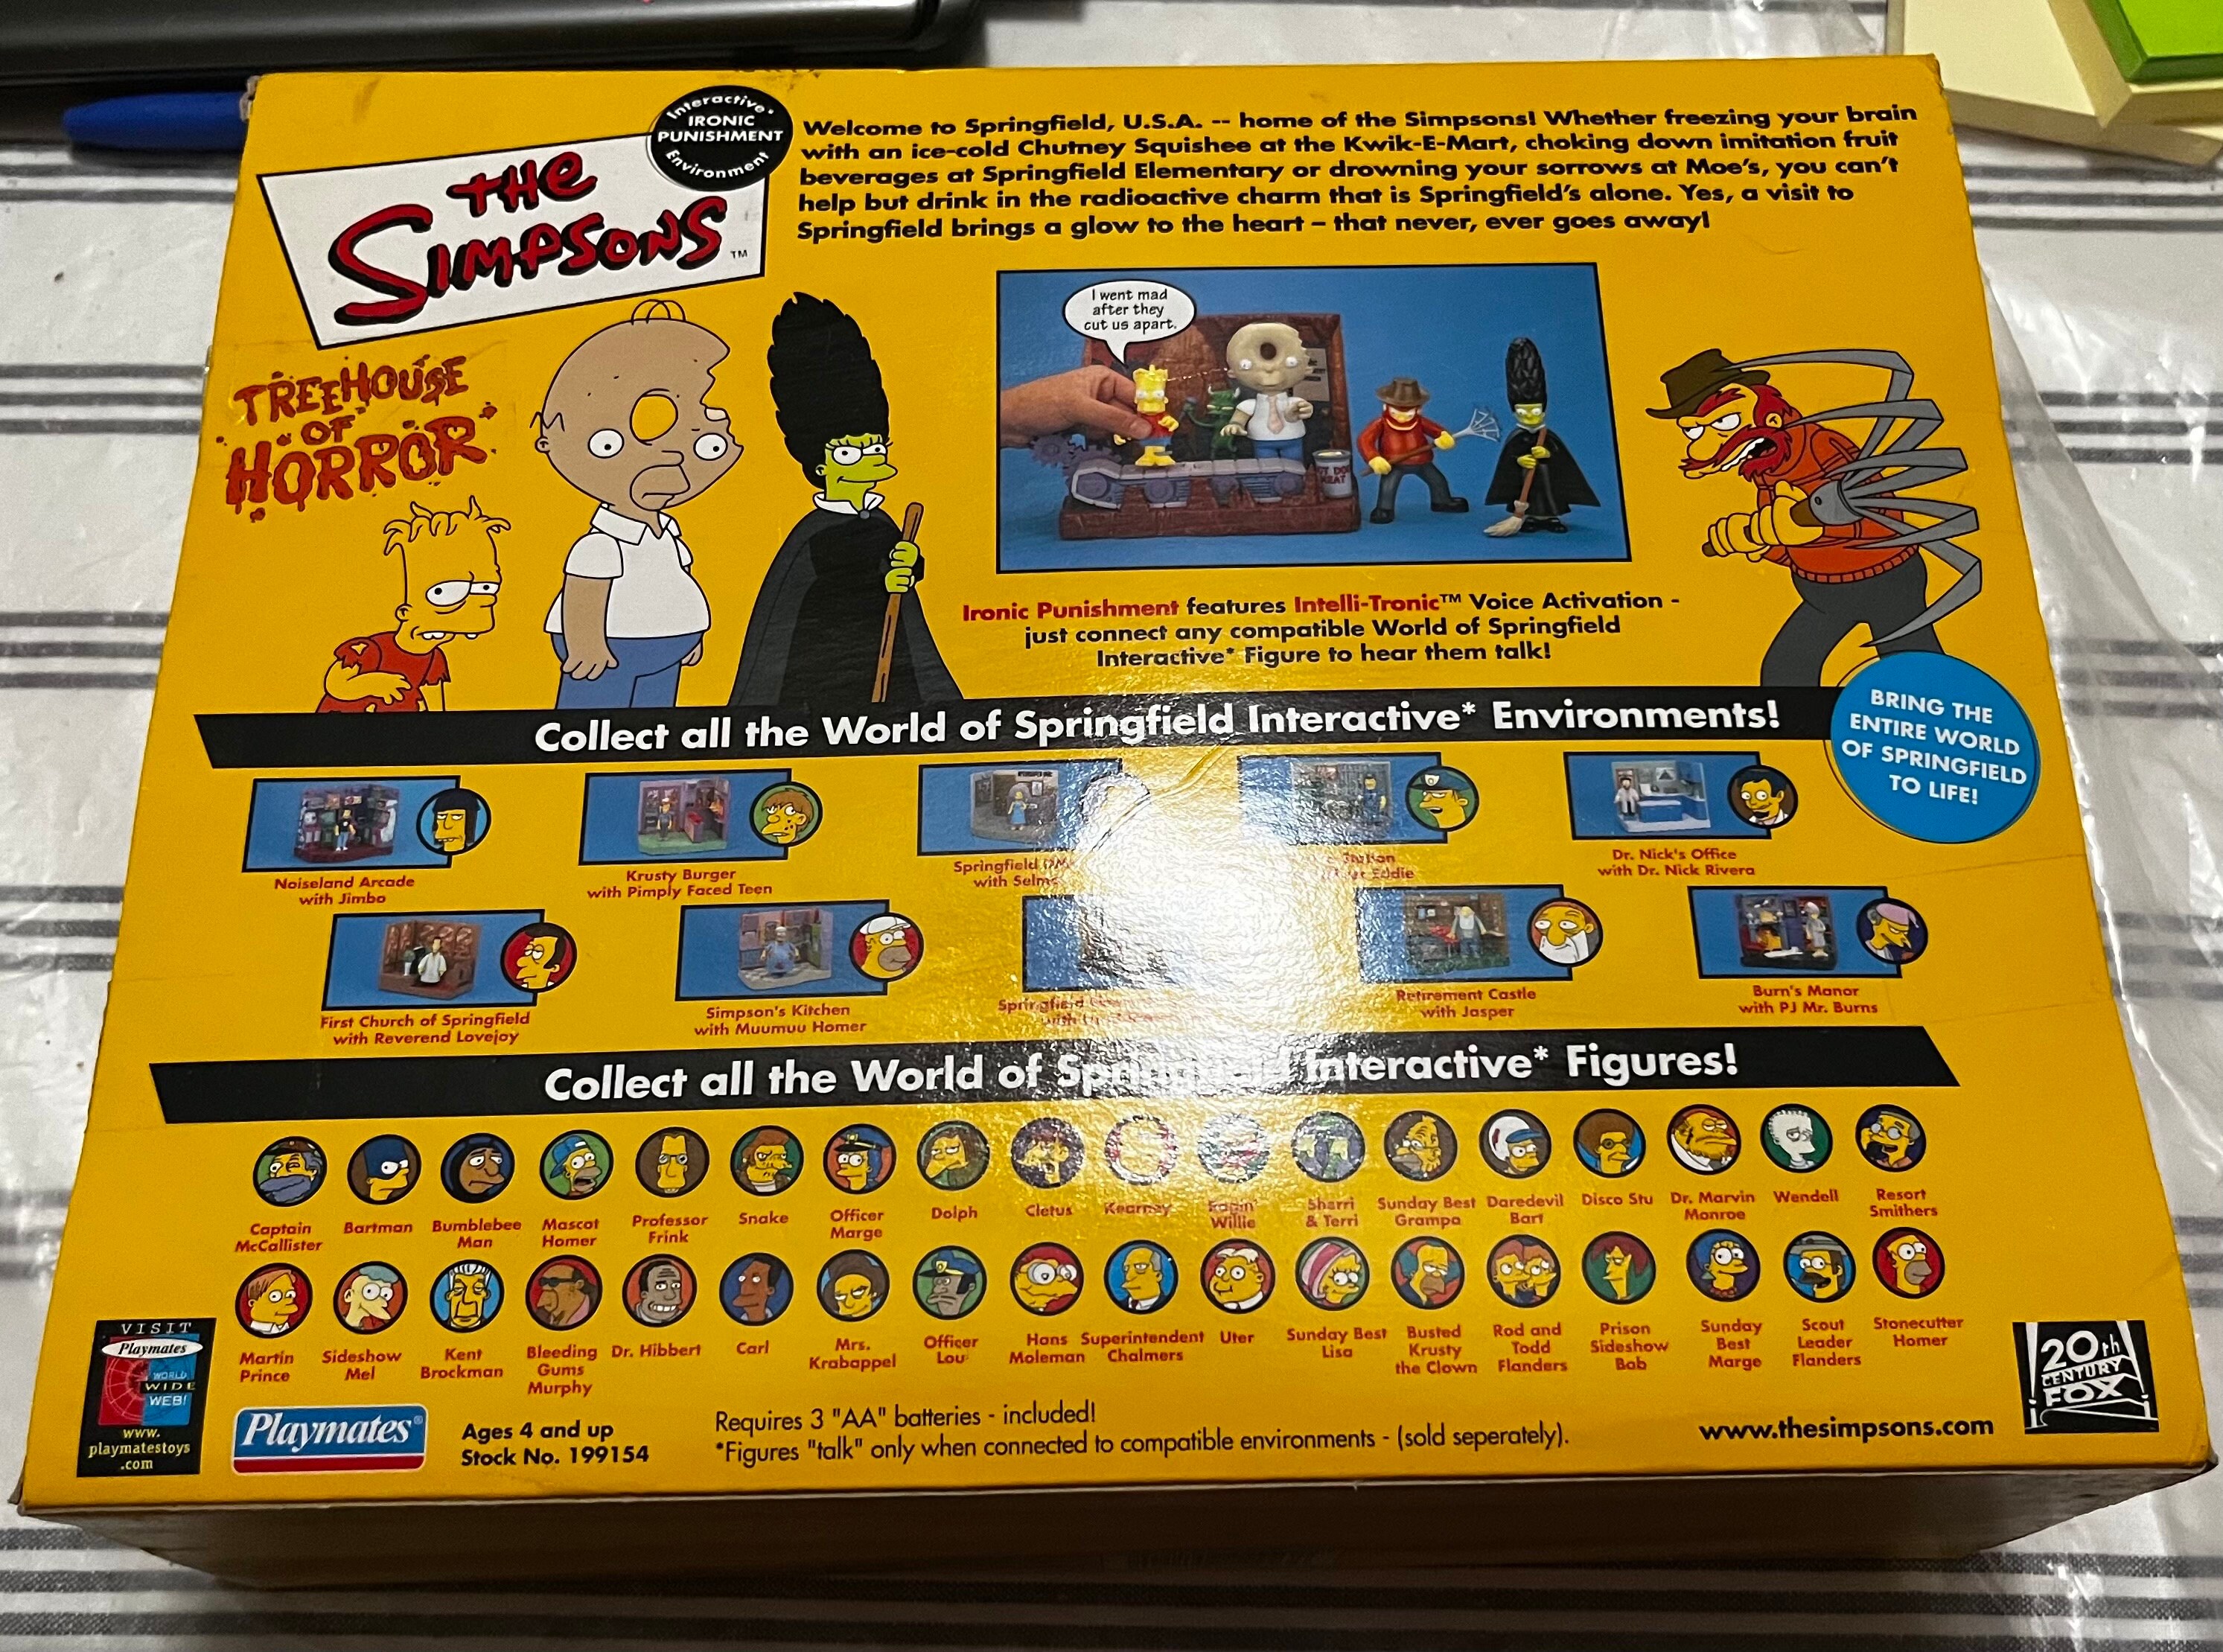 Interactive*
IRONIC
PUNISHMENT
Environment
THE
SIMPSONS™
Welcome to Springfield, U.S.A. -- home of the Simpsons! Whether freezing your brain
with an ice-cold Chutney Squishee at the Kwik-E-Mart, choking down imitation fruit
beverages at Springfield Elementary or drowning your sorrows at Moe's, you can't
help but drink in the radioactive charm that is Springfield's alone. Yes, a visit to
Springfield brings a glow to the heart – that never, ever goes away!
TREEHOUSE
OF
HORROR
I went mad
after they
cut us apart.
Ironic Punishment features Intelli-Tronic™ Voice Activation -
just connect any compatible World of Springfield
Interactive* Figure to hear them talk!
Collect all the World of Springfield Interactive* Environments!
BRING THE
ENTIRE WORLD
OF SPRINGFIELD
TO LIFE!
Noiseland Arcade
with Jimbo
Krusty Burger
with Pimply Faced Teen
Springfield
with Selma
Eddie
Dr. Nick's Office
with Dr. Nick Rivera
First Church of Springfield
with Reverend Lovejoy
Simpson's Kitchen
with Muumuu Homer
Springfield
with
Retirement Castle
with Jasper
Burn's Manor
with PJ Mr. Burns
Collect all the World of Springfield Interactive* Figures!
Captain
McCallister
Bartman
Bumblebee
Man
Mascot
Homer
Professor
Frink
Snake
Officer
Marge
Dolph
Cletus
Kearney
Ragin'
Willie
Sherri
& Terri
Sunday Best
Grampa
Daredevil
Bart
Disco Stu
Dr. Marvin
Monroe
Wendell
Resort
Smithers
Martin
Prince
Sideshow
Mel
Kent
Brockman
Bleeding
Gums
Murphy
Dr. Hibbert
Carl
Mrs.
Krabappel
Officer
Lou
Hans
Moleman
Superintendent
Chalmers
Uter
Sunday Best
Lisa
Busted
Krusty
the Clown
Rod and
Todd
Flanders
Prison
Sideshow
Bob
Sunday
Best
Marge
Scout
Leader
Flanders
Stonecutter
Homer
VISIT
Playmates
WORLD
WIDE
WEB!
www.
playmatestoys
.com
Playmates®
Ages 4 and up
Stock No. 199154
Requires 3 "AA" batteries - included!
*Figures "talk" only when connected to compatible environments - (sold seperately).
www.thesimpsons.com
20th
CENTURY
FOX